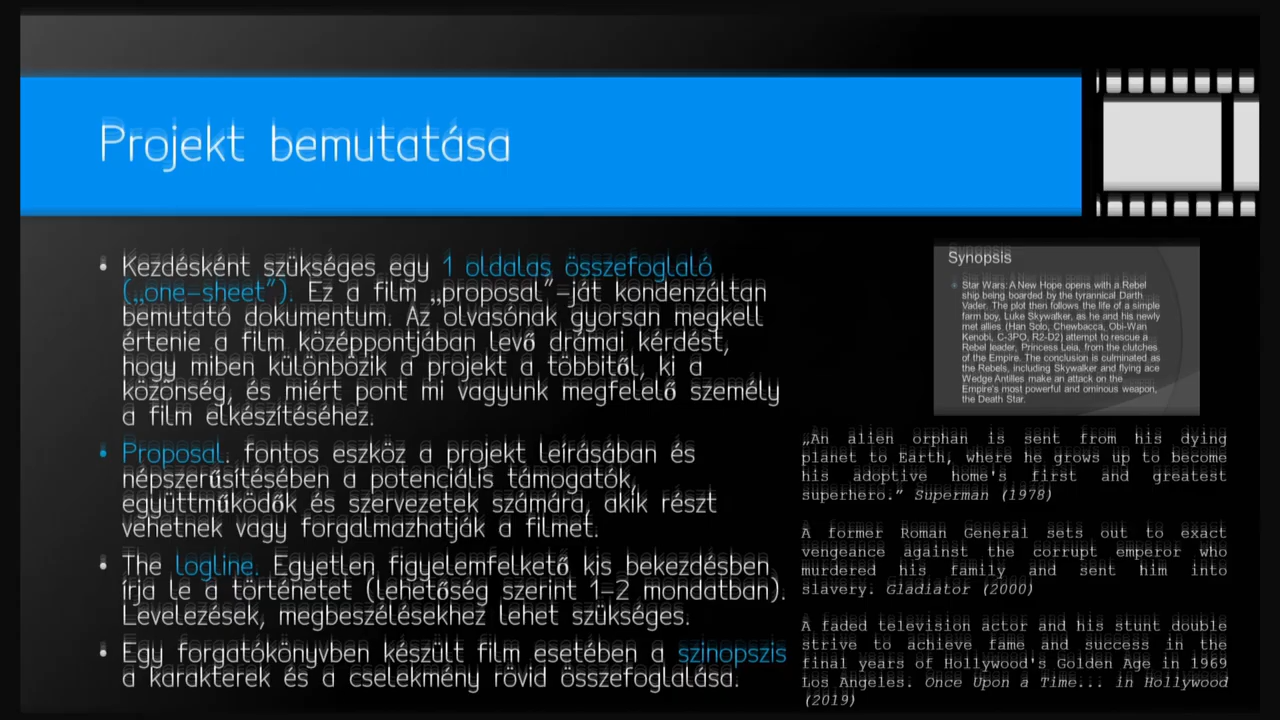 Projekt bemutatása
• Kezdésként szükséges egy 1 oldalas összefoglaló
(„one-sheet”). Ez a film „proposal”-ját kondenzáltan
bemutató dokumentum. Az olvasónak gyorsan megkell
értenie a film középpontjában levő drámai kérdést,
hogy miben különbözik a projekt a többitől, ki a
közönség, és miért pont mi vagyunk megfelelő személy
a film elkészítéséhez.
• Proposal. fontos eszköz a projekt leírásában és
népszerűsítésében a potenciális támogatók,
együttműködők és szervezetek számára, akik részt
vehetnek vagy forgalmazhatják a filmet.
• The logline. Egyetlen figyelemfelkető kis bekezdésben
írja le a történetet (lehetőség szerint 1-2 mondatban).
Levelezések, megbeszélésekhez lehet szükséges.
• Egy forgatókönyvben készült film esetében a szinopszis
a karakterek és a cselekmény rövid összefoglalása.
Synopsis
Star Wars: A New Hope opens with a Rebel
ship being boarded by the tyrannical Darth
Vader. The plot then follows the life of a simple
farm boy, Luke Skywalker, as he and his newly
met allies (Han Solo, Chewbacca, Obi-Wan
Kenobi, C-3PO, R2-D2) attempt to rescue a
Rebel leader, Princess Leia, from the clutches
of the Empire. The conclusion is culminated as
the Rebels, including Skywalker and flying ace
Wedge Antilles make an attack on the
Empire's most powerful and ominous weapon,
the Death Star.
„An alien orphan is sent from his dying
planet to Earth, where he grows up to become
his adoptive home's first and greatest
superhero.” Superman (1978)
A former Roman General sets out to exact
vengeance against the corrupt emperor who
murdered his family and sent him into
slavery. Gladiator (2000)
A faded television actor and his stunt double
strive to achieve fame and success in the
final years of Hollywood's Golden Age in 1969
Los Angeles. Once Upon a Time... in Hollywood
(2019)